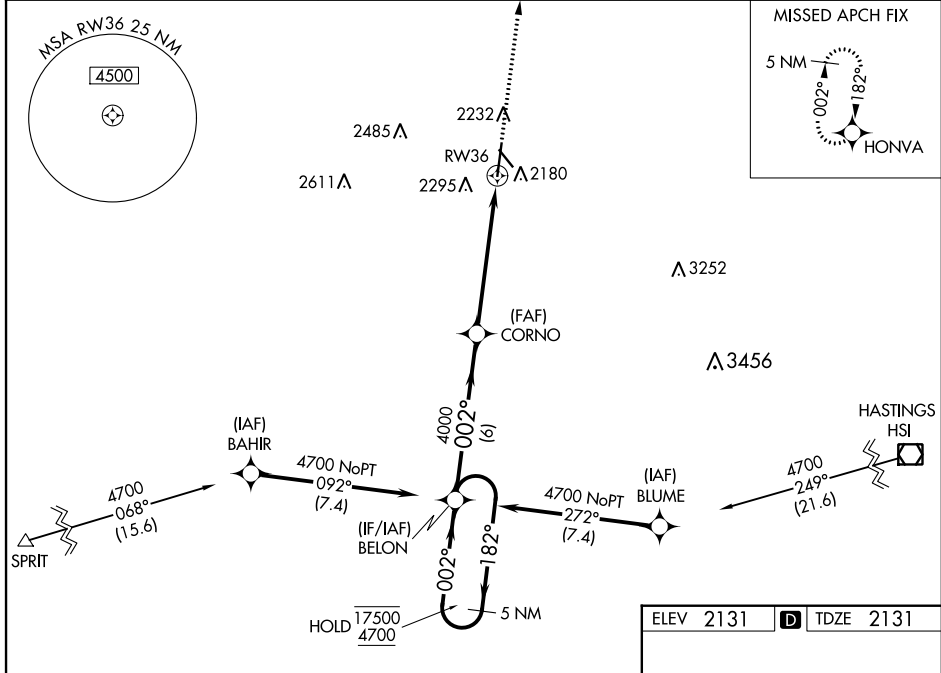 MSA RW36 25 NM
4500
MISSED APCH FIX
5 NM
002°
182°
HONVA
2485
2232
RW36
2611
2295
2180
3252
(FAF)
CORNO
3456
4000
002°
(6)
(IAF)
BAHIR
4700 NoPT
092°
(7.4)
4700
068°
(15.6)
SPRIT
(IF/IAF)
BELON
4700 NoPT
272°
(7.4)
(IAF)
BLUME
HASTINGS
HSI
4700
249°
(21.6)
002°
182°
HOLD
17500
4700
5 NM
ELEV 2131 D TDZE 2131